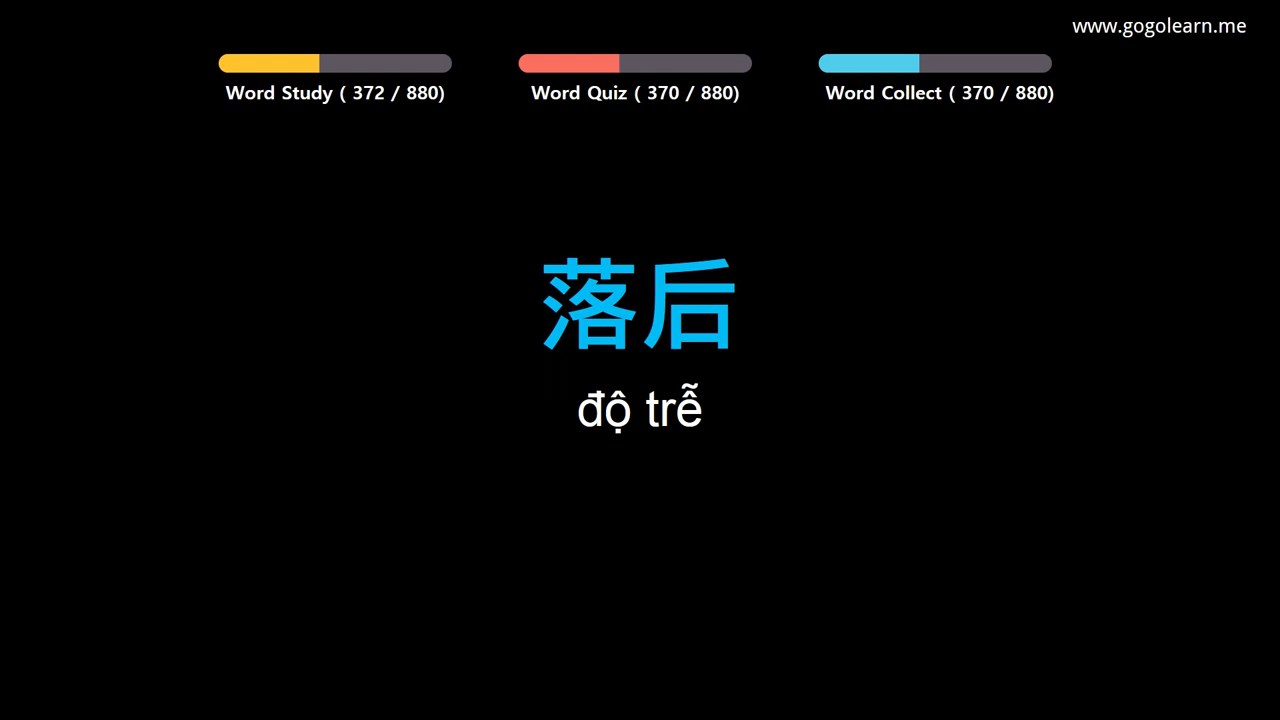 www.gogolearn.me
Word Study ( 372 / 880)
Word Quiz ( 370 / 880)
Word Collect ( 370 / 880)
落后
độ trễ